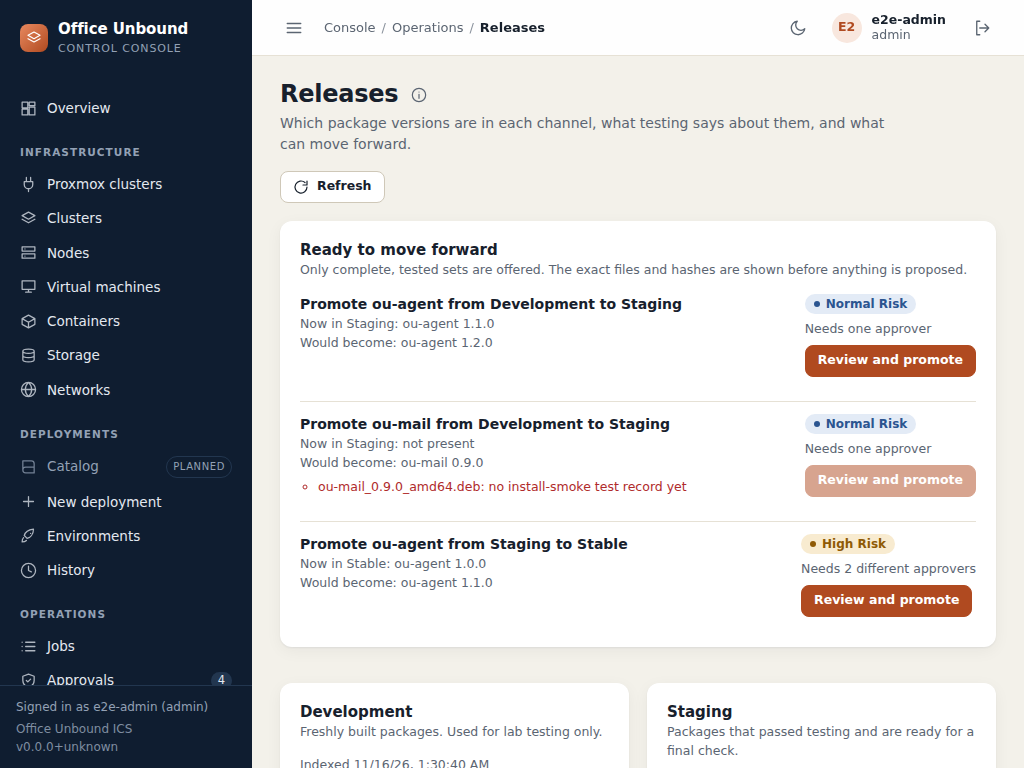 Office Unbound
CONTROL CONSOLE
Overview
INFRASTRUCTURE
Proxmox clusters
Clusters
Nodes
Virtual machines
Containers
Storage
Networks
DEPLOYMENTS
Catalog PLANNED
New deployment
Environments
History
OPERATIONS
Jobs
Approvals 4
Signed in as e2e-admin (admin)
Office Unbound ICS
v0.0.0+unknown
Console / Operations / Releases
E2 e2e-admin
admin
Releases
Which package versions are in each channel, what testing says about them, and what
can move forward.
Refresh
Ready to move forward
Only complete, tested sets are offered. The exact files and hashes are shown before anything is proposed.
Promote ou-agent from Development to Staging
Now in Staging: ou-agent 1.1.0
Would become: ou-agent 1.2.0
Normal Risk
Needs one approver
Review and promote
Promote ou-mail from Development to Staging
Now in Staging: not present
Would become: ou-mail 0.9.0
ou-mail_0.9.0_amd64.deb: no install-smoke test record yet
Normal Risk
Needs one approver
Review and promote
Promote ou-agent from Staging to Stable
Now in Stable: ou-agent 1.0.0
Would become: ou-agent 1.1.0
High Risk
Needs 2 different approvers
Review and promote
Development
Freshly built packages. Used for lab testing only.
Indexed 11/16/26, 1:30:40 AM
Staging
Packages that passed testing and are ready for a
final check.